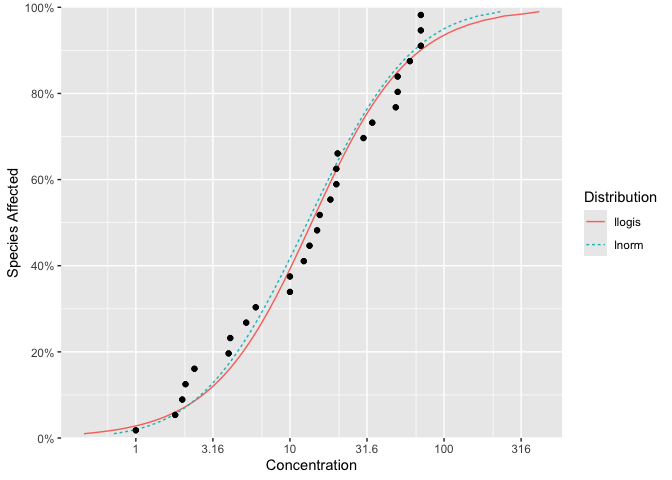 100%
80%
60%
40%
20%
0%
Species Affected
1
3.16
10
31.6
100
316
Concentration
Distribution
llogis
lnorm